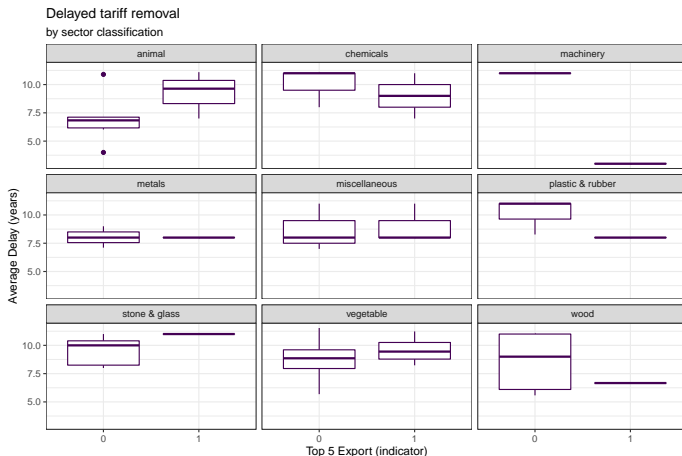 Delayed tariff removal
by sector classification
animal
chemicals
machinery
10.0
7.5
5.0
metals
miscellaneous
plastic & rubber
10.0
7.5
5.0
stone & glass
vegetable
wood
10.0
7.5
5.0
0
1
0
1
0
1
Average Delay (years)
Top 5 Export (indicator)